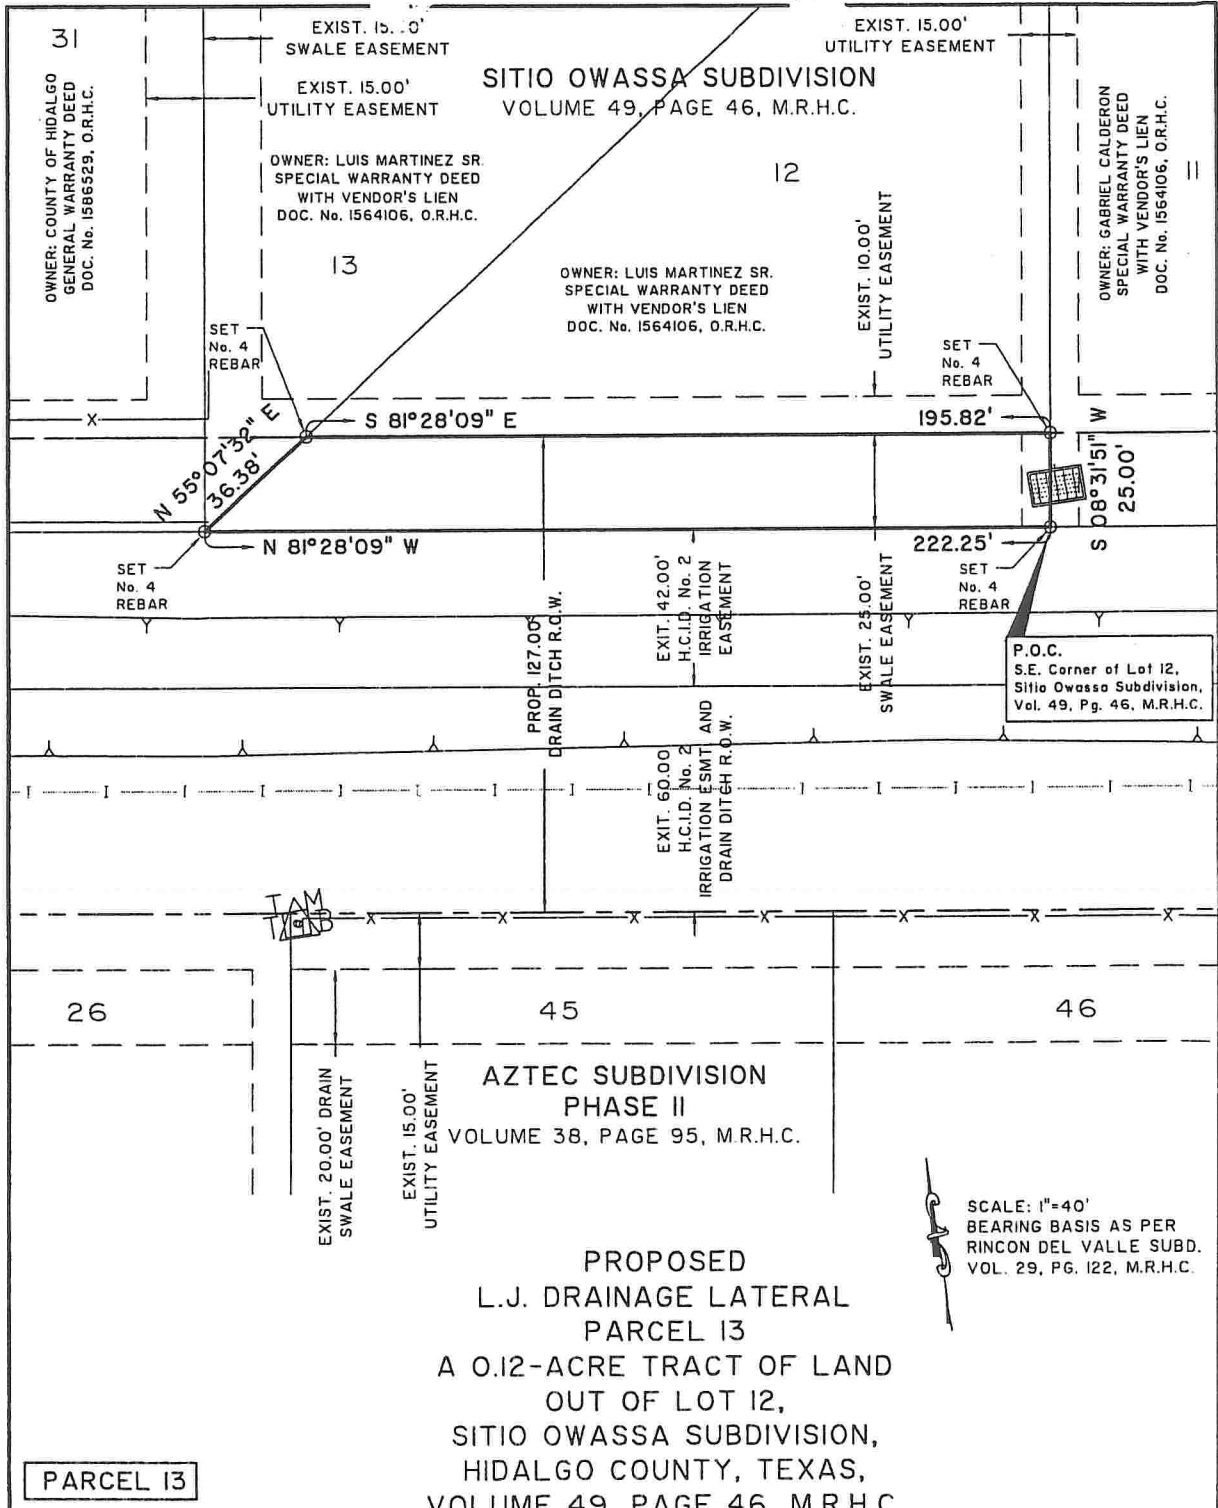 31
EXIST. 15. .0'
SWALE EASEMENT
EXIST. 15.00'
UTILITY EASEMENT
EXIST. 15.00'
UTILITY EASEMENT
SITIO OWASSA SUBDIVISION
VOLUME 49, PAGE 46, M.R.H.C.
OWNER: COUNTY OF HIDALGO
GENERAL WARRANTY DEED
DOC. No. 1586529, O.R.H.C.
OWNER: LUIS MARTINEZ SR.
SPECIAL WARRANTY DEED
WITH VENDOR'S LIEN
DOC. No. 1564106, O.R.H.C.
13
12
OWNER: LUIS MARTINEZ SR.
SPECIAL WARRANTY DEED
WITH VENDOR'S LIEN
DOC. No. 1564106, O.R.H.C.
EXIST. 10.00'
UTILITY EASEMENT
OWNER: GABRIEL CALDERON
SPECIAL WARRANTY DEED
WITH VENDOR'S LIEN
DOC. No. 1564106, O.R.H.C.
11
SET
No. 4
REBAR
SET
No. 4
REBAR
X
N 55°07'32" E
36.38'
S 81°28'09" E
195.82'
S 08°31'51" W
25.00'
N 81°28'09" W
222.25'
SET
No. 4
REBAR
SET
No. 4
REBAR
PROP. 127.00
DRAIN DITCH R.O.W.
EXIT. 42.00'
H.C.I.D. No. 2
IRRIGATION
EASEMENT
EXIST. 25.00'
SWALE EASEMENT
P.O.C.
S.E. Corner of Lot 12,
Sitio Owassa Subdivision,
Vol. 49, Pg. 46, M.R.H.C.
EXIT. 60.00
H.C.I.D. No. 2
IRRIGATION ESMT. AND
DRAIN DITCH R.O.W.
X X X X X X X
26
45
46
EXIST. 20.00' DRAIN
SWALE EASEMENT
EXIST. 15.00'
UTILITY EASEMENT
AZTEC SUBDIVISION
PHASE II
VOLUME 38, PAGE 95, M.R.H.C.
SCALE: 1"=40'
BEARING BASIS AS PER
RINCON DEL VALLE SUBD.
VOL. 29, PG. 122, M.R.H.C.
PROPOSED
L.J. DRAINAGE LATERAL
PARCEL 13
A 0.12-ACRE TRACT OF LAND
OUT OF LOT 12,
SITIO OWASSA SUBDIVISION,
HIDALGO COUNTY, TEXAS,
VOLUME 49, PAGE 46, M.R.H.C.
PARCEL 13